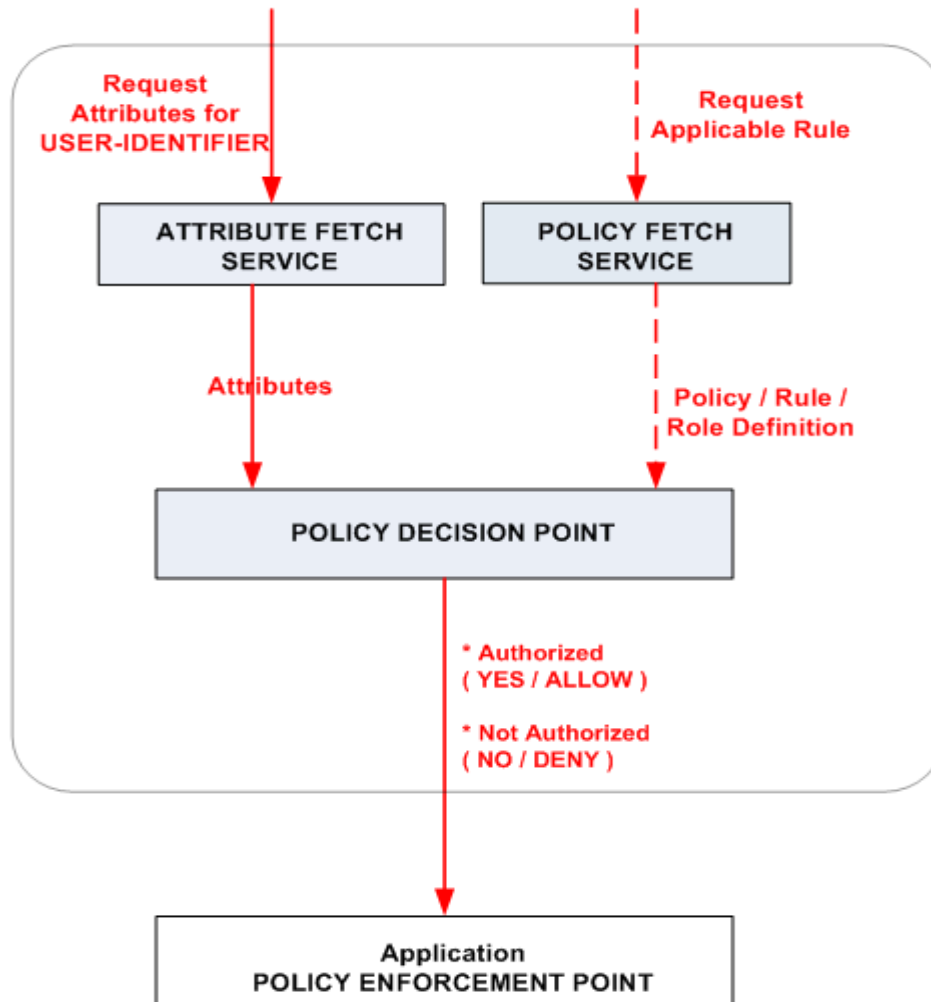 Request
Attributes for
USER-IDENTIFIER
Request
Applicable Rule
ATTRIBUTE FETCH
SERVICE
POLICY FETCH
SERVICE
Attributes
Policy / Rule /
Role Definition
POLICY DECISION POINT
* Authorized
( YES / ALLOW )
* Not Authorized
( NO / DENY )
Application
POLICY ENFORCEMENT POINT